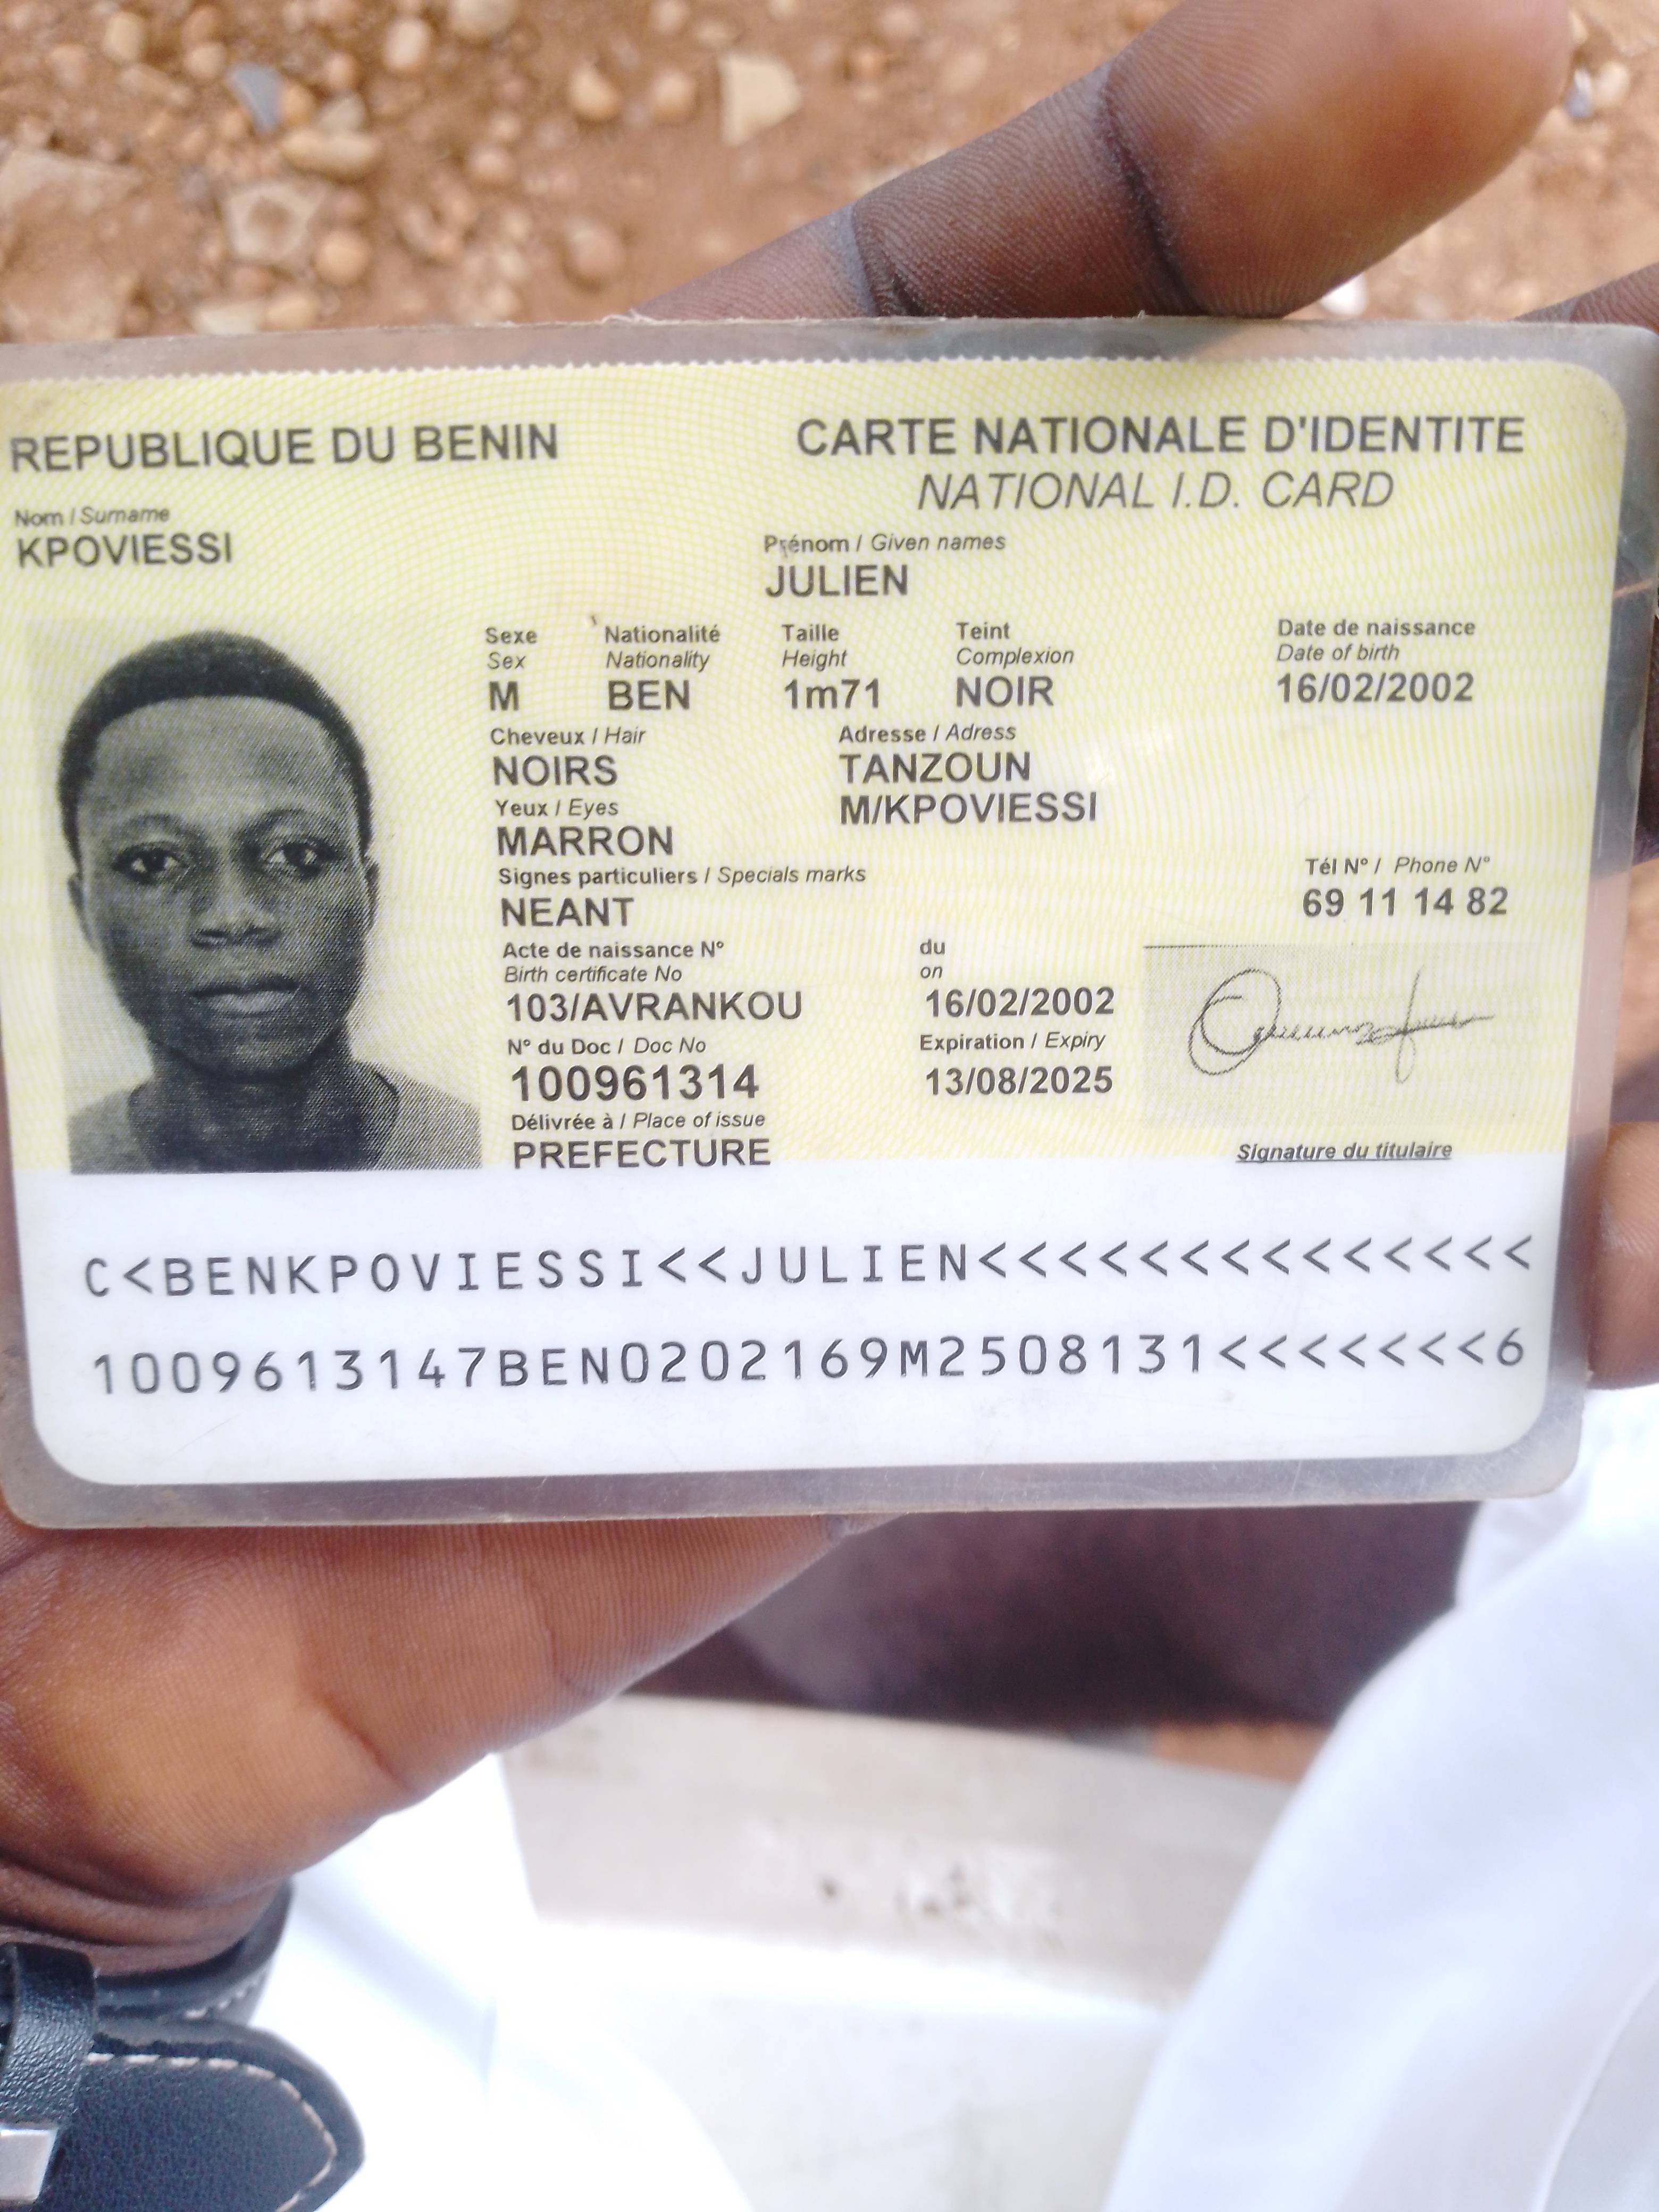 REPUBLIQUE DU BENIN
CARTE NATIONALE D'IDENTITE
NATIONAL I.D. CARD
Nom / Surname
KPOVIESSI
Prénom / Given names
JULIEN
Sexe Nationalité Taille Teint Date de naissance
Sex Nationality Height Complexion Date of birth
M BEN 1m71 NOIR 16/02/2002
Cheveux / Hair Adresse / Adress
NOIRS TANZOUN
Yeux / Eyes M/KPOVIESSI
MARRON
Signes particuliers / Specials marks Tél N° / Phone N°
NEANT 69 11 14 82
Acte de naissance N° du
Birth certificate No on
103/AVRANKOU 16/02/2002
N° du Doc / Doc No Expiration / Expiry
100961314 13/08/2025
Délivrée à / Place of issue
PREFECTURE Signature du titulaire
C<BENKPOVIESSI<<JULIEN<<<<<<<<<<<<<<
1009613147BEN0202169M2508131<<<<<<<6